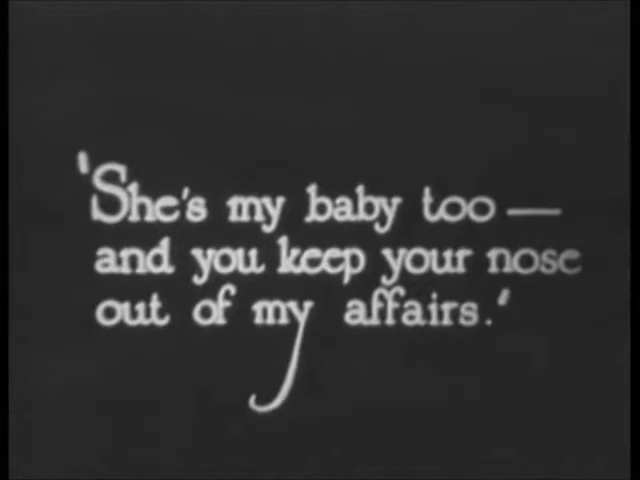 'She's my baby too —
and you keep your nose
out of my affairs.'